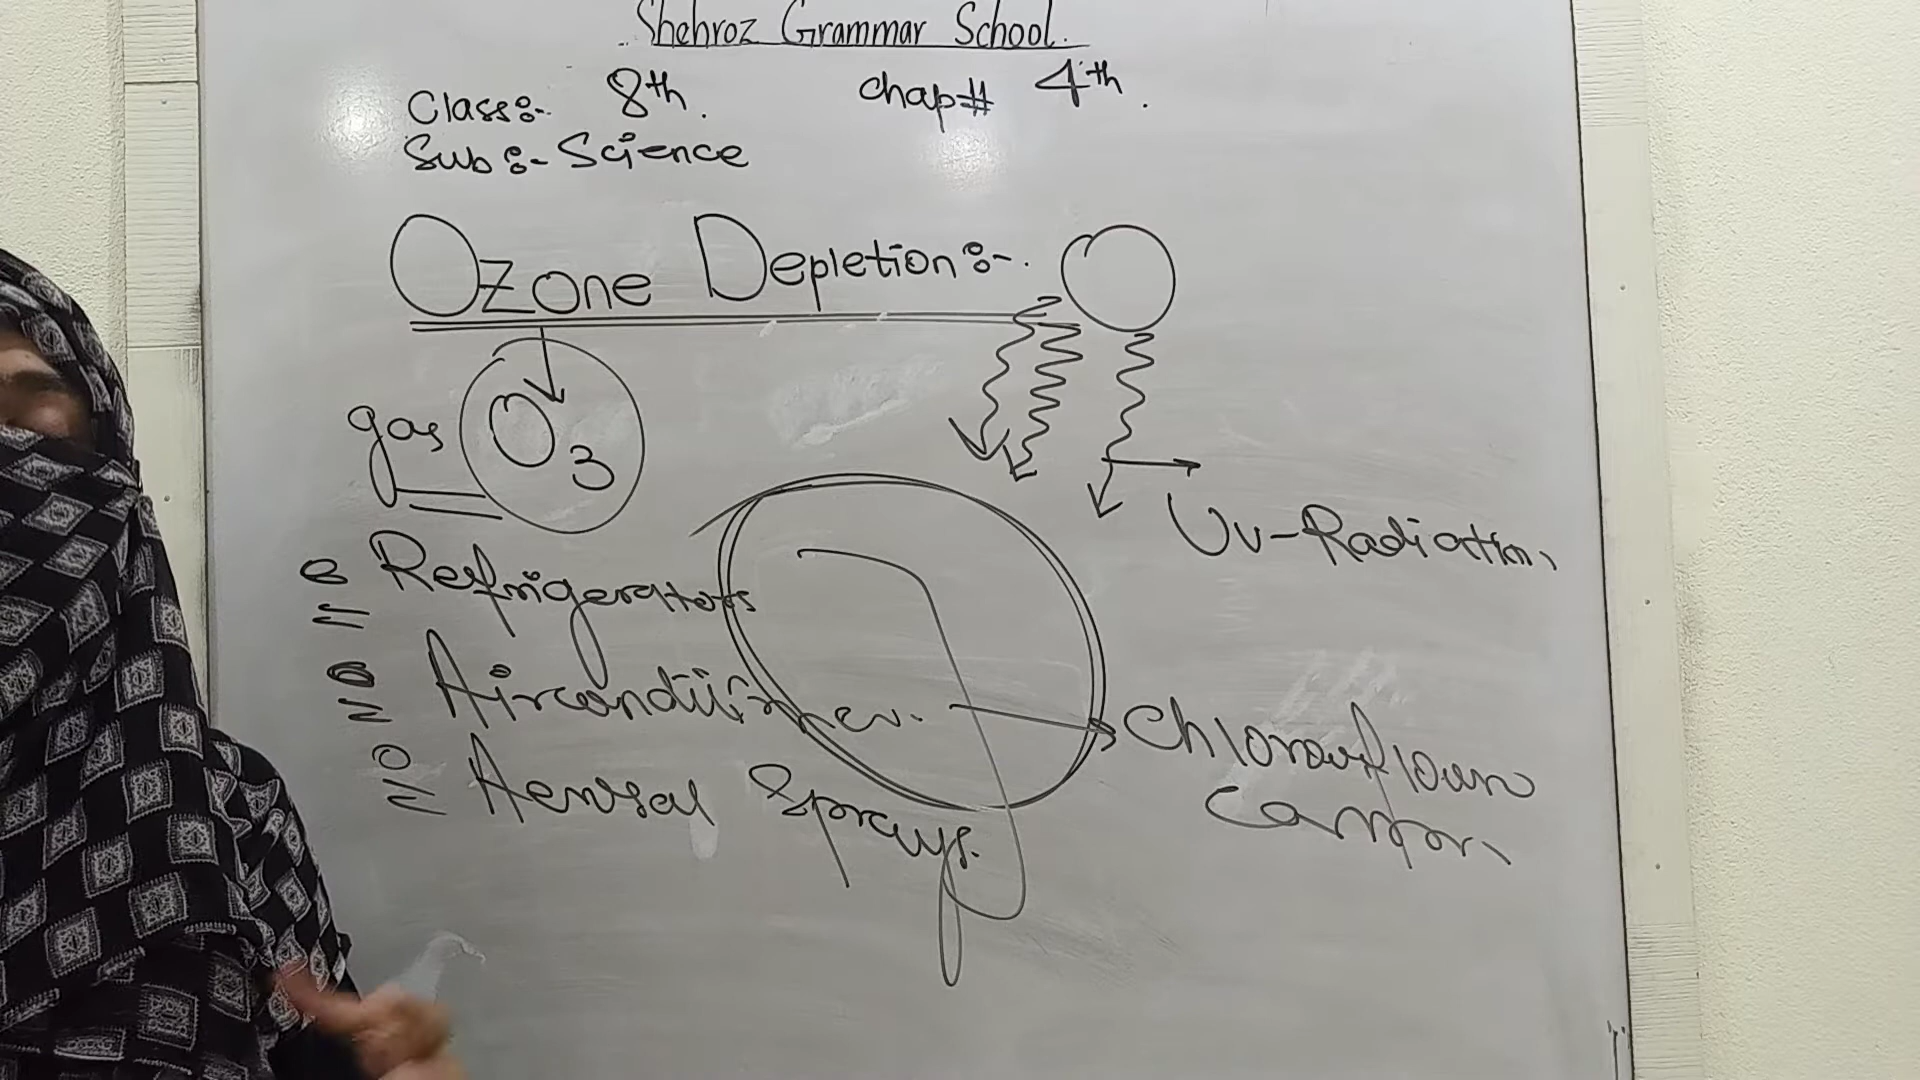 Shehroz Grammar School.
Class:- 8th. Chap# 4th.
Sub:- Science
Ozone Depletion:-.
gas O3
Uv-Radiation,
Refrigerators
Airconditioner.
Aerosal Sprays.
Chlorouflouro
Carbon,